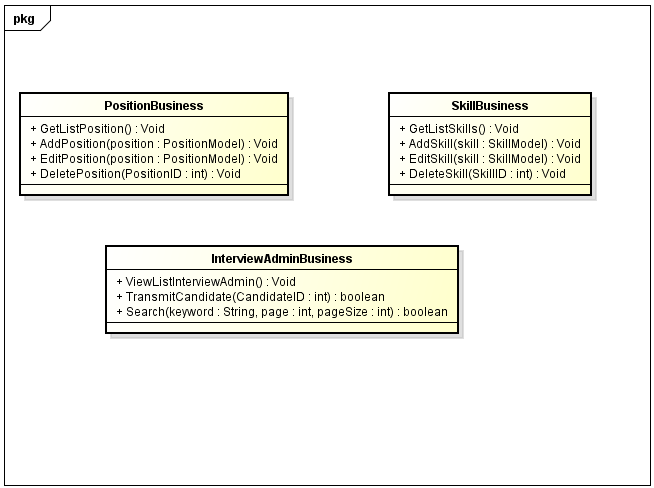 pkg
PositionBusiness
+ GetListPosition() : Void
+ AddPosition(position : PositionModel) : Void
+ EditPosition(position : PositionModel) : Void
+ DeletePosition(PositionID : int) : Void
SkillBusiness
+ GetListSkills() : Void
+ AddSkill(skill : SkillModel) : Void
+ EditSkill(skill : SkillModel) : Void
+ DeleteSkill(SkillID : int) : Void
InterviewAdminBusiness
+ ViewListInterviewAdmin() : Void
+ TransmitCandidate(CandidateID : int) : boolean
+ Search(keyword : String, page : int, pageSize : int) : boolean